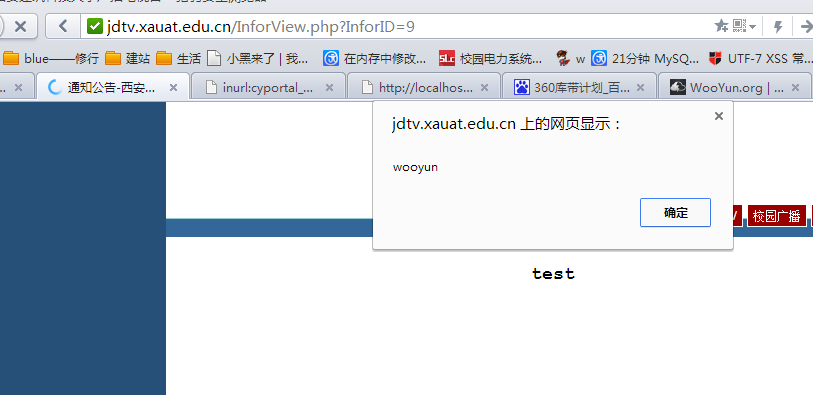 jdtv.xauat.edu.cn/InforView.php?InforID=9
blue——修行 网站 生活 小黑来了 | 我... 在内存中修改... SLC 校园电力系统... w 21分钟 MySQ... UTF-7 XSS 常...
... 通知公告-西安... inurl:cyportal_... http://localhos... 360库带计划_百... WooYun.org | ...
jdtv.xauat.edu.cn 上的网页显示：
wooyun
确定
校园广播
test